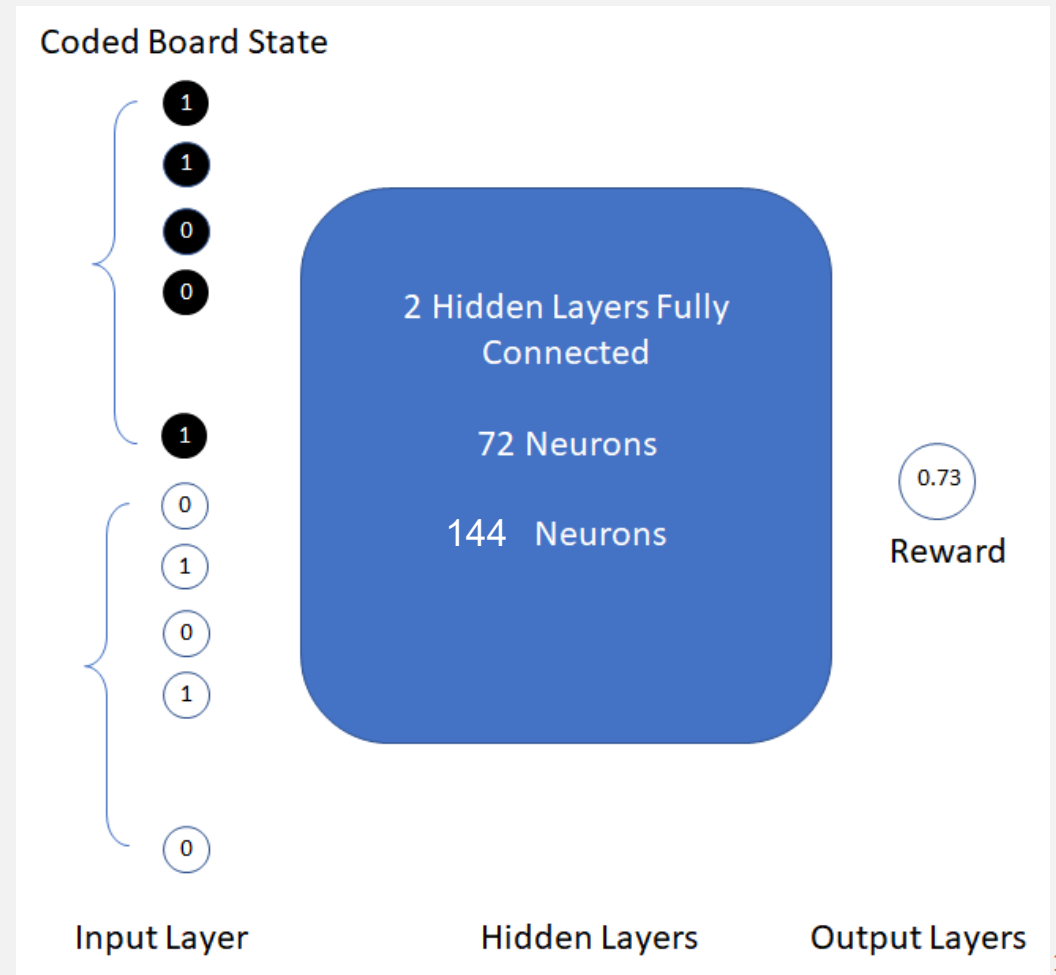 Coded Board State
1
1
0
0
1
0
1
0
1
0
2 Hidden Layers Fully
Connected
72 Neurons
144 Neurons
0.73
Reward
Input Layer
Hidden Layers
Output Layers